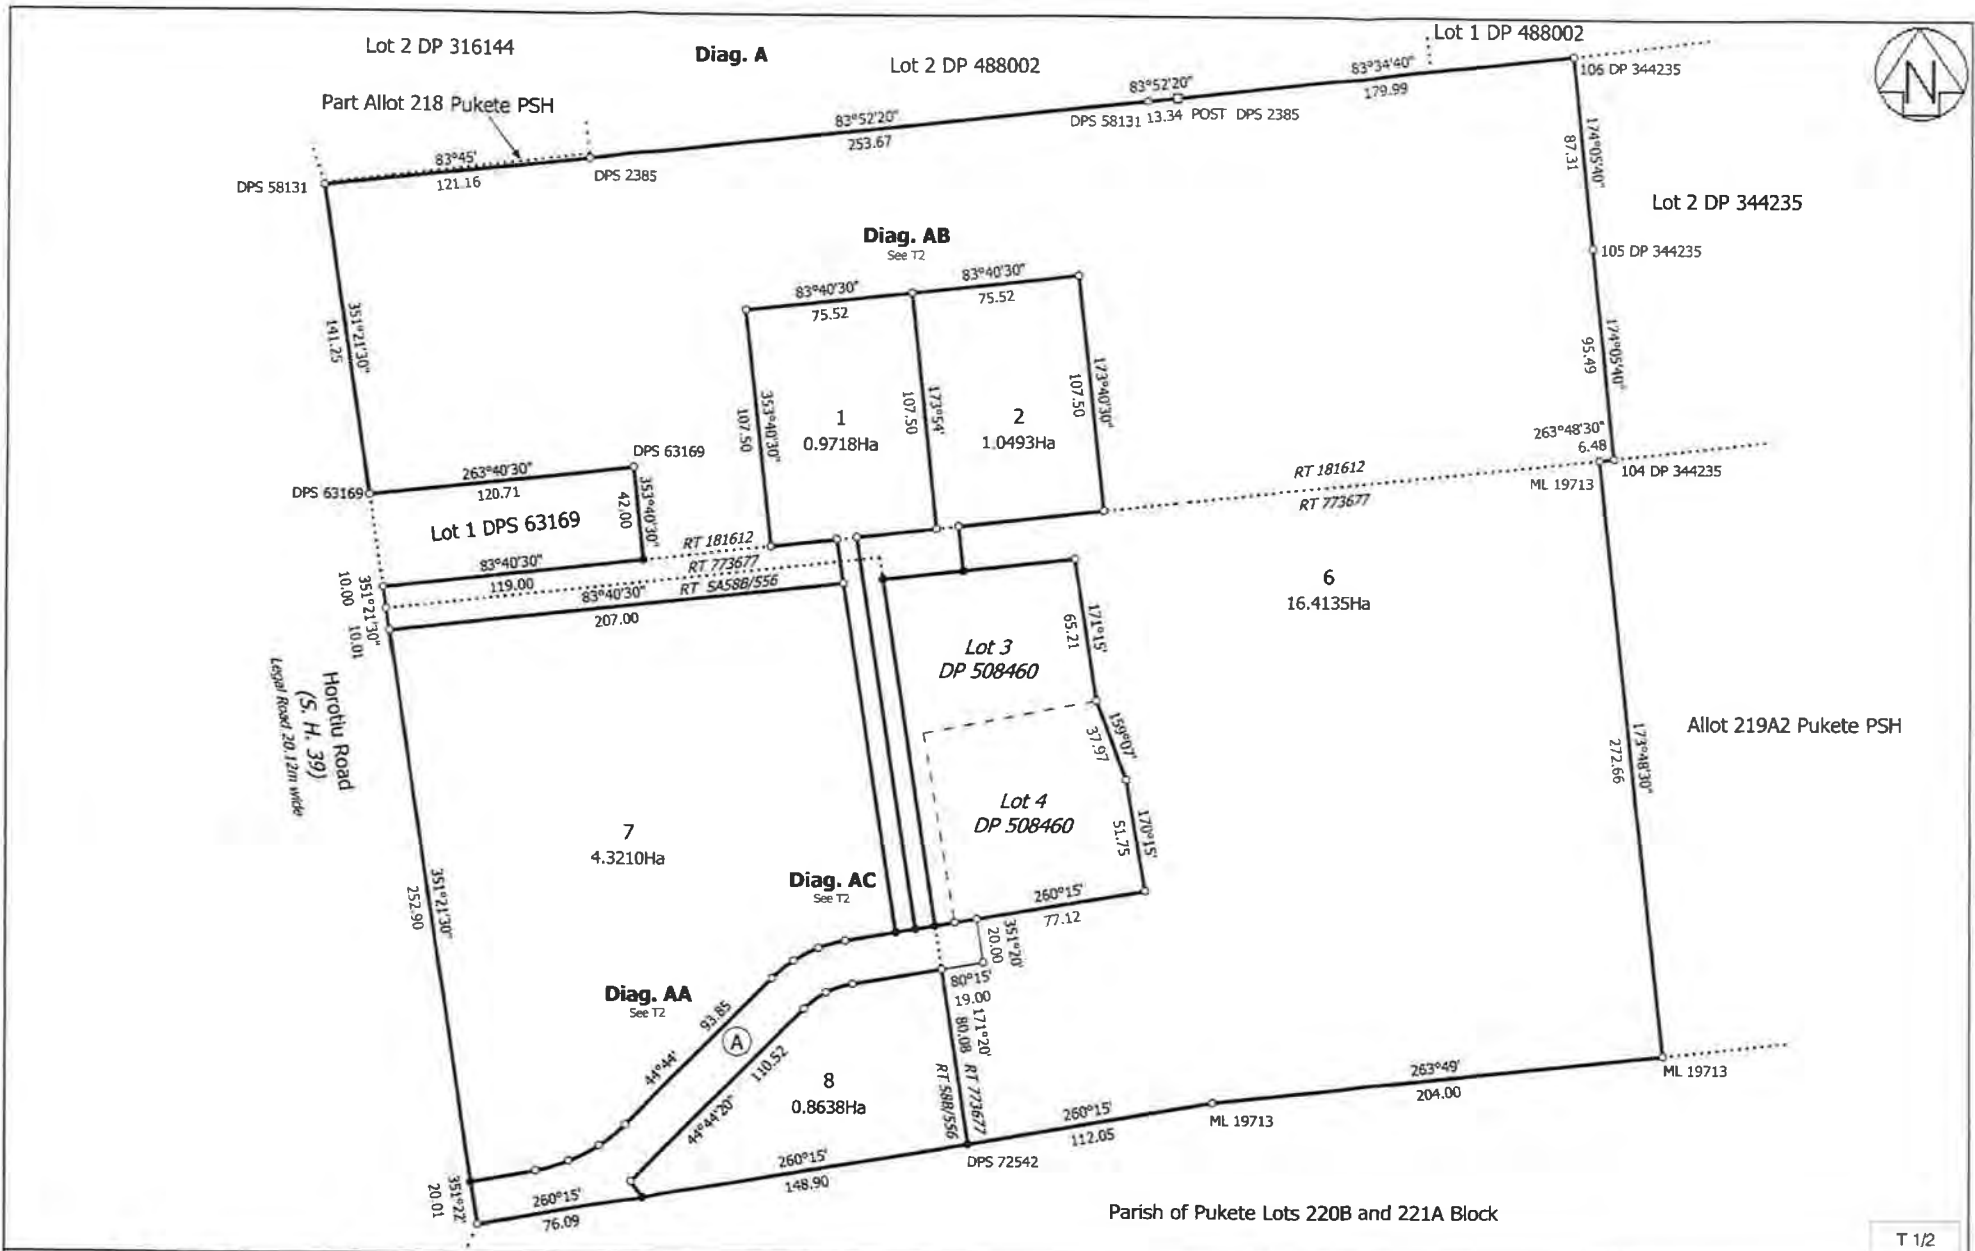 Lot 2 DP 316144
Diag. A
Lot 2 DP 488002
Lot 1 DP 488002
N
Part Allot 218 Pukete PSH
83°45'
121.16
DPS 58131
DPS 2385
83°52'20"
253.67
83°52'20"
DPS 58131 13.34 POST DPS 2385
83°34'40"
179.99
106 DP 344235
174°05'40"
87.31
Lot 2 DP 344235
105 DP 344235
174°05'40"
95.49
263°48'30"
6.48
104 DP 344235
ML 19713
Diag. AB
See T2
83°40'30"
75.52
83°40'30"
75.52
351°21'30"
141.25
353°40'30"
107.50
1
0.9718Ha
173°54'
107.50
2
1.0493Ha
173°40'30"
107.50
RT 181612
RT 773677
DPS 63169
263°40'30"
120.71
DPS 63169
Lot 1 DPS 63169
353°40'30"
42.00
83°40'30"
119.00
RT 181612
RT 773677
RT SA58B/556
83°40'30"
207.00
351°21'30"
10.00
10.01
6
16.4135Ha
Lot 3
DP 508460
171°15'
65.21
159°07'
37.97
Lot 4
DP 508460
170°15'
51.75
Horotiu Road
(S. H. 39)
Legal Road 20.12m wide
7
4.3210Ha
173°48'30"
272.66
Allot 219A2 Pukete PSH
351°21'30"
252.90
Diag. AC
See T2
260°15'
77.12
351°20'
20.00
80°15'
19.00
Diag. AA
See T2
93.85
44°44'
A
110.52
44°44'20"
8
0.8638Ha
171°20'
80.08
RT 773677
RT 58B/556
263°49'
204.00
ML 19713
260°15'
112.05
ML 19713
DPS 72542
260°15'
148.90
351°22'
20.01
260°15'
76.09
Parish of Pukete Lots 220B and 221A Block
T 1/2